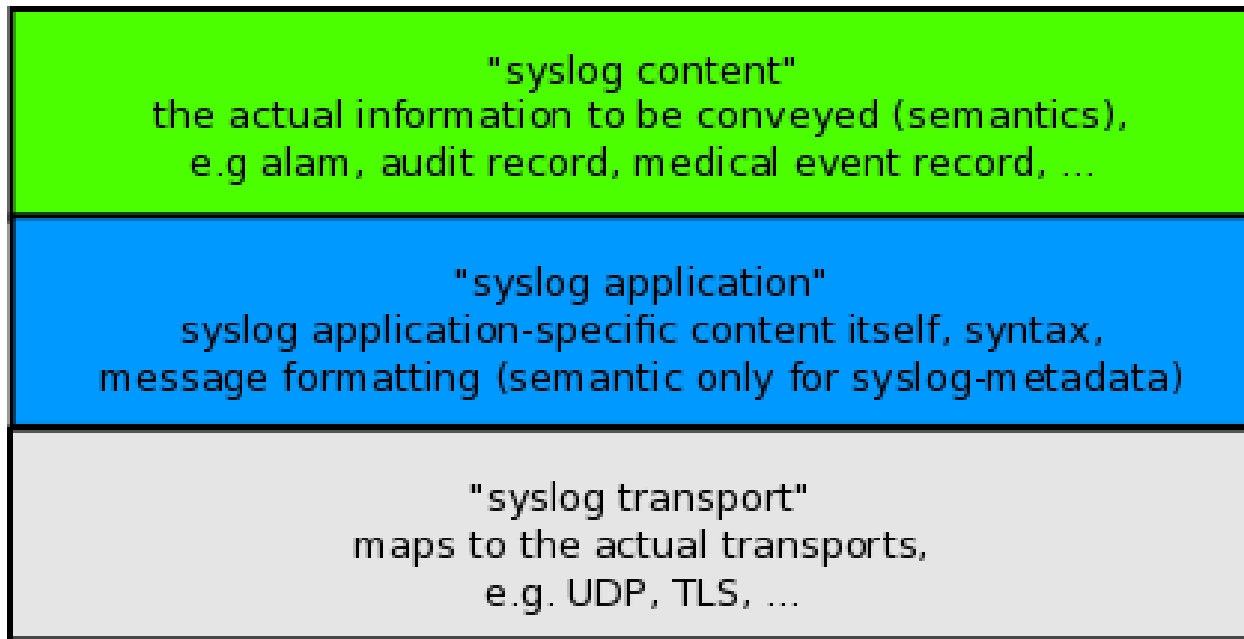 "syslog content"
the actual information to be conveyed (semantics),
e.g alam, audit record, medical event record, ...
"syslog application"
syslog application-specific content itself, syntax,
message formatting (semantic only for syslog-metadata)
"syslog transport"
maps to the actual transports,
e.g. UDP, TLS, ...